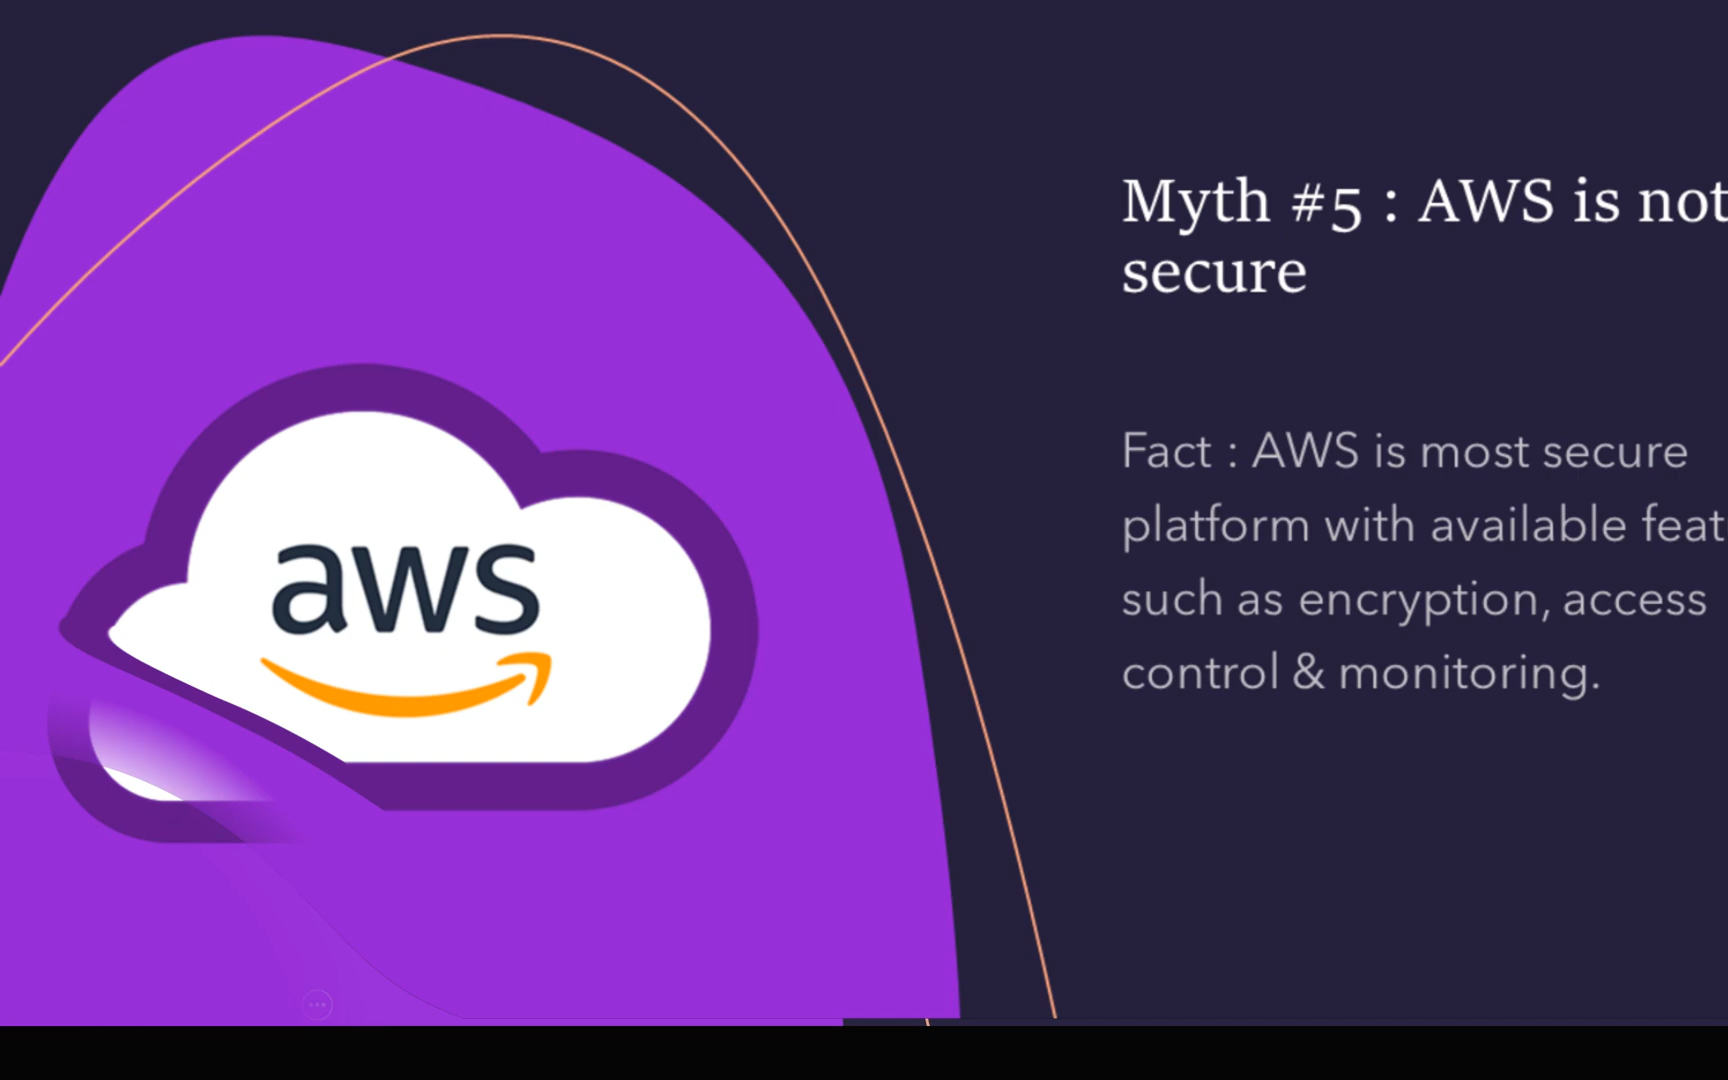 Myth #5 : AWS is not
secure
Fact : AWS is most secure
platform with available feat
such as encryption, access
control & monitoring.
aws